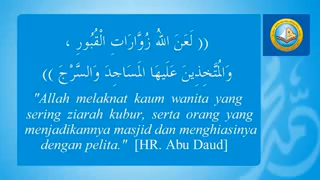 (( لَعَنَ اللهُ زُوَّارَاتِ الْقُبُورِ ،
وَالْمُتَّخِذِينَ عَلَيْهَا الْمَسَاجِدَ وَالسُّرُجَ ))
"Allah melaknat kaum wanita yang
sering ziarah kubur, serta orang yang
menjadikannya masjid dan menghiasinya
dengan pelita." [HR. Abu Daud]